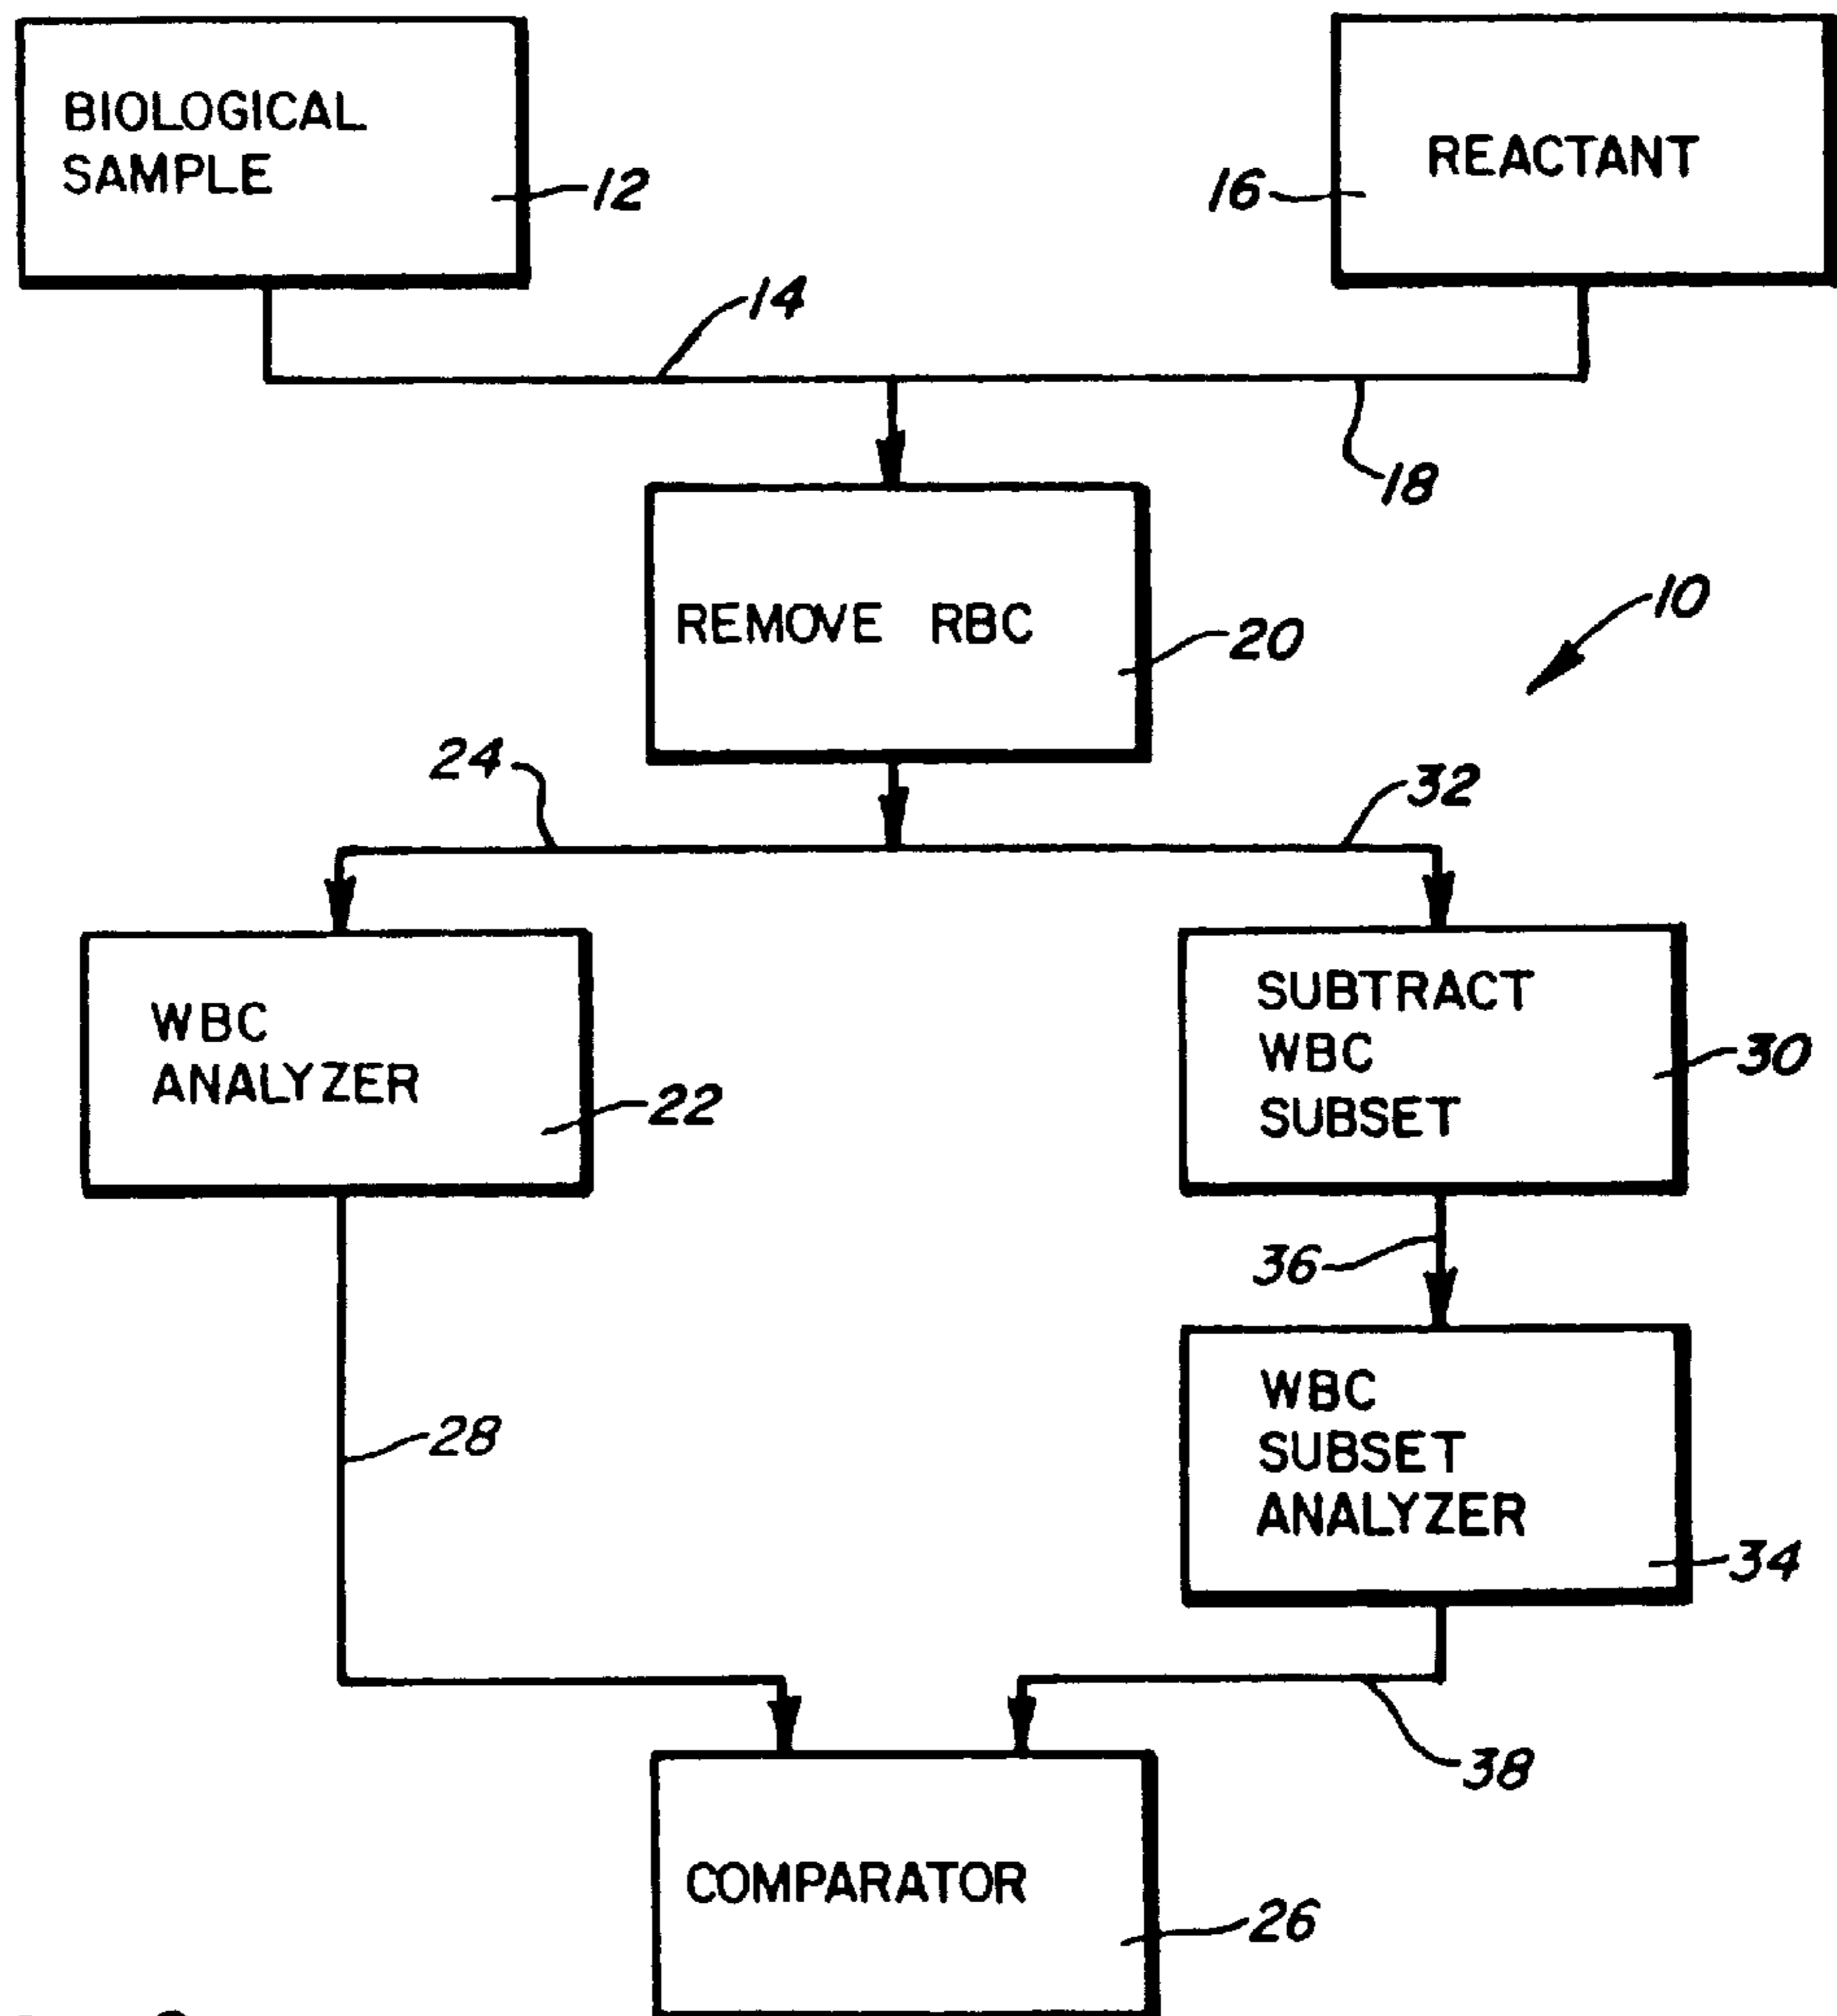 BIOLOGICAL
SAMPLE
12
REACTANT
16
14
18
REMOVE RBC
20
10
24
32
WBC
ANALYZER
22
SUBTRACT
WBC
SUBSET
30
36
28
WBC
SUBSET
ANALYZER
34
38
COMPARATOR
26